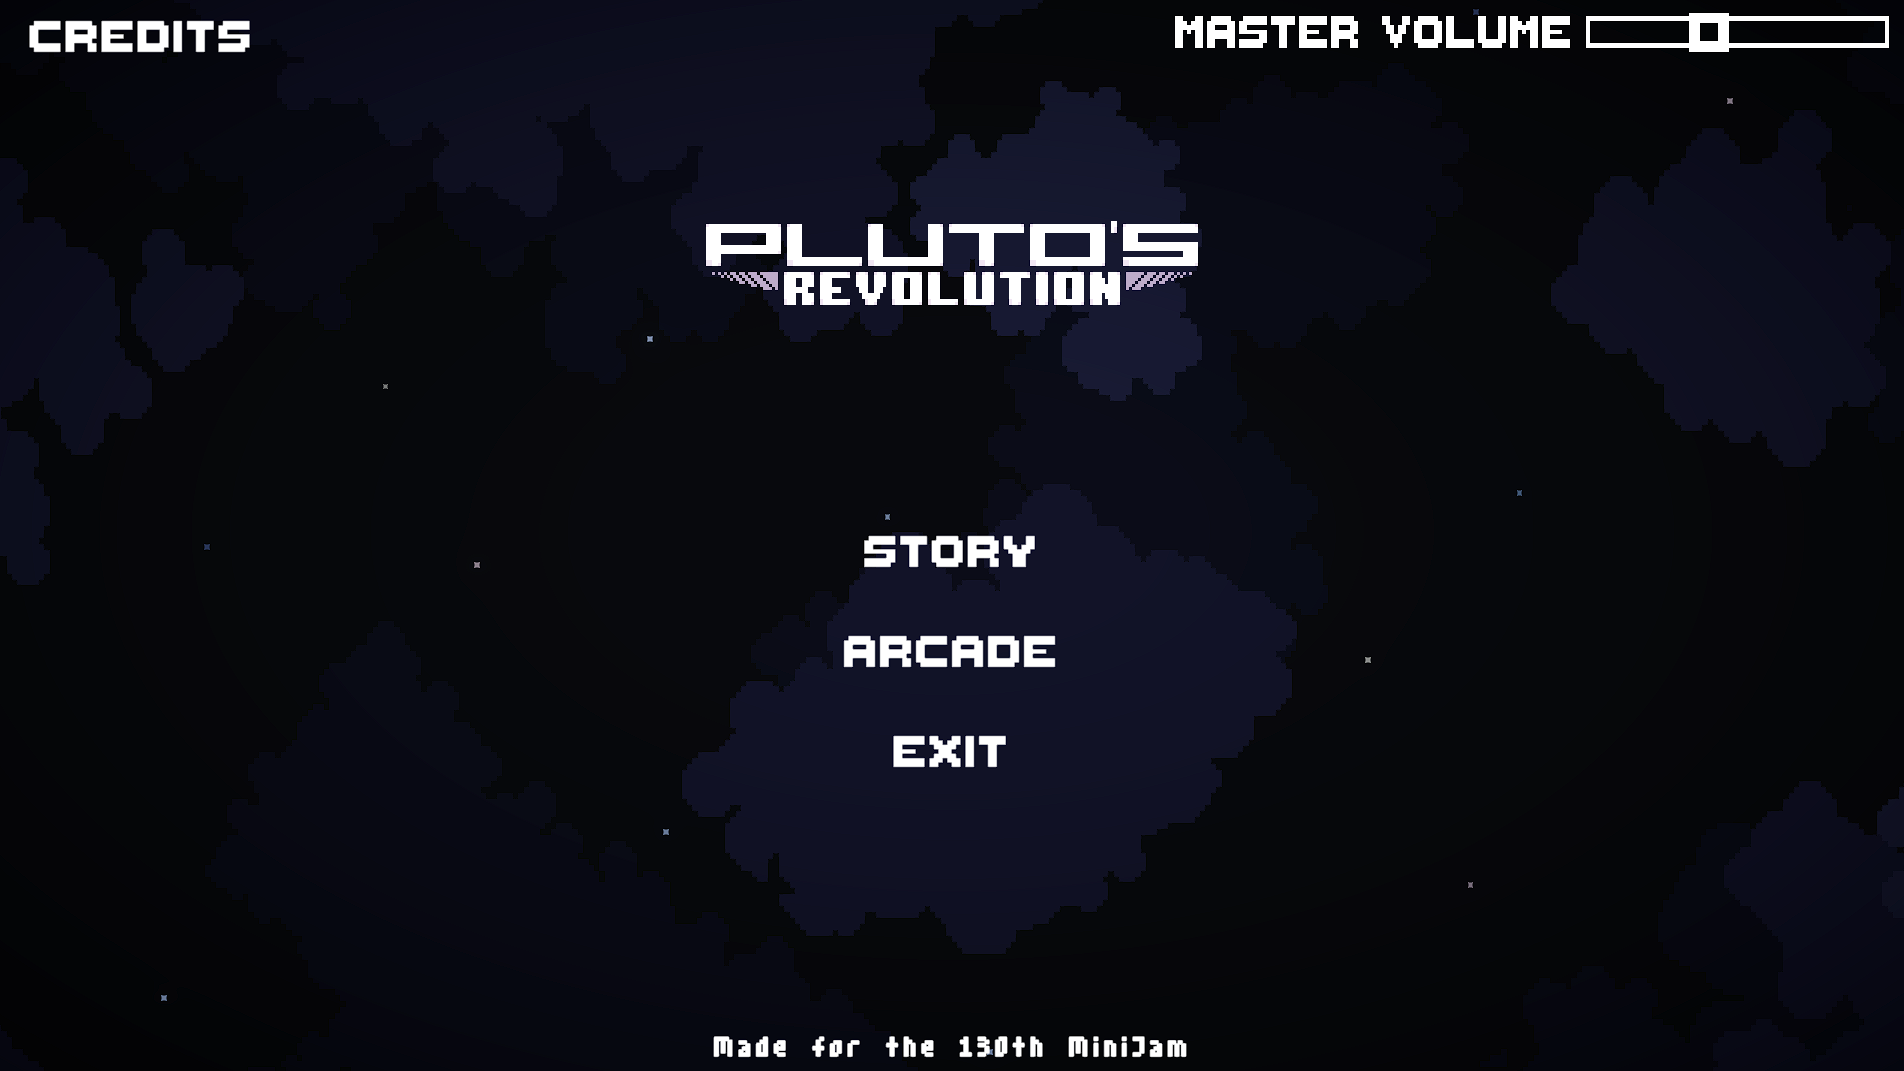 CREDITS
MASTER VOLUME
PLUTO'S
REVOLUTION
STORY
ARCADE
EXIT
Made for the 130th MiniJam